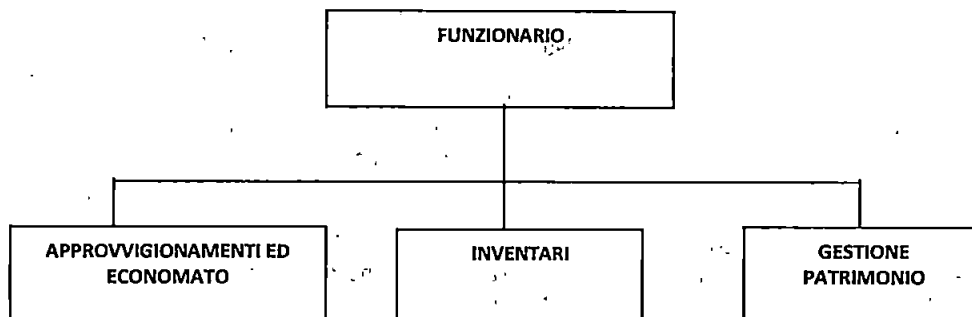 FUNZIONARIO
APPROVVIGIONAMENTI ED
ECONOMATO
INVENTARI
GESTIONE
PATRIMONIO